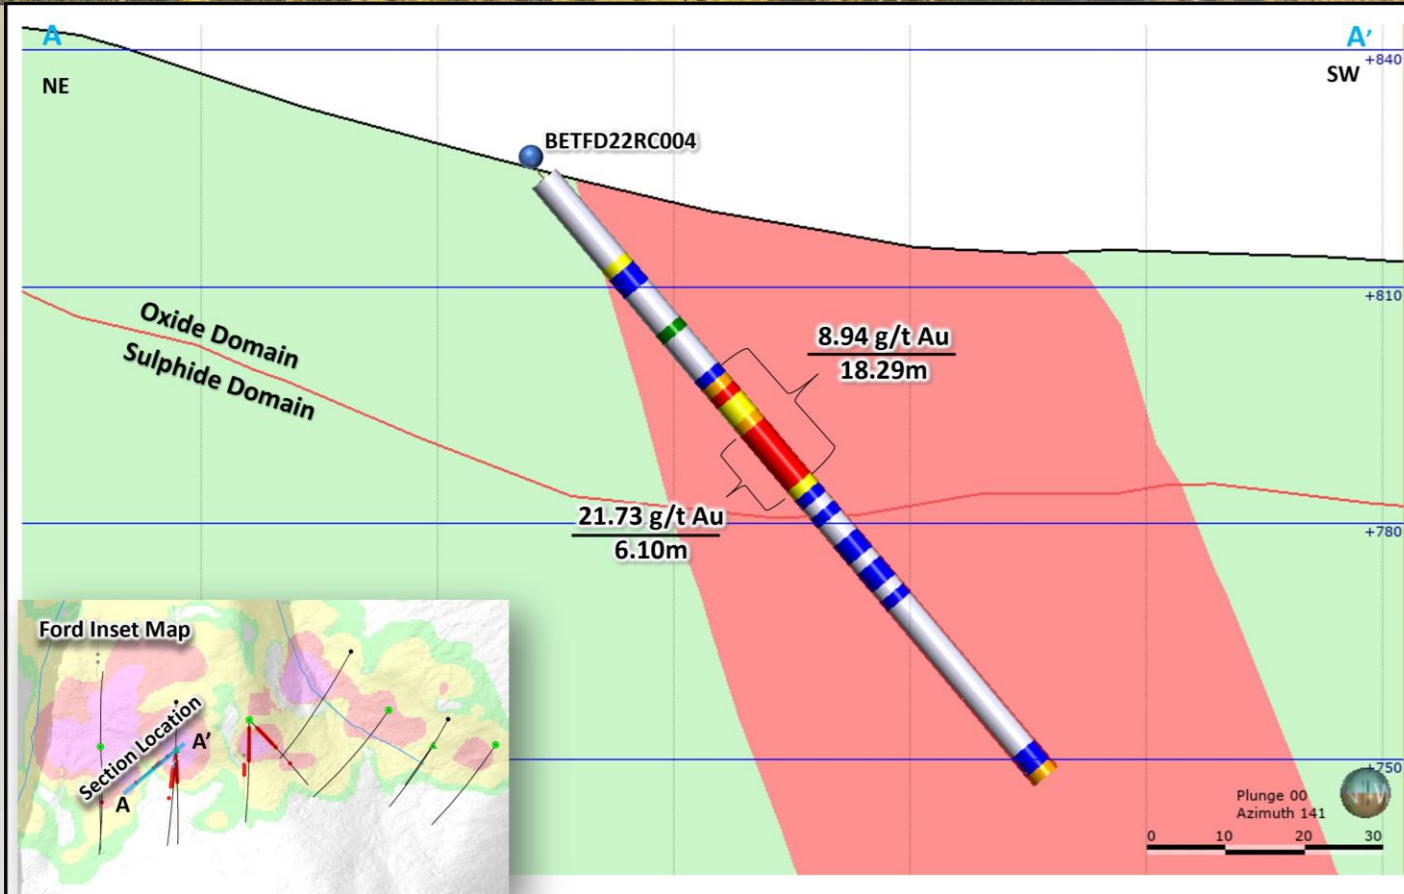 A
A'
NE
SW
+840
BETFD22RC004
+810
Oxide Domain
Sulphide Domain
8.94 g/t Au
18.29m
21.73 g/t Au
6.10m
+780
Ford Inset Map
Section Location
A'
A
+750
Plunge 00
Azimuth 141
0 10 20 30